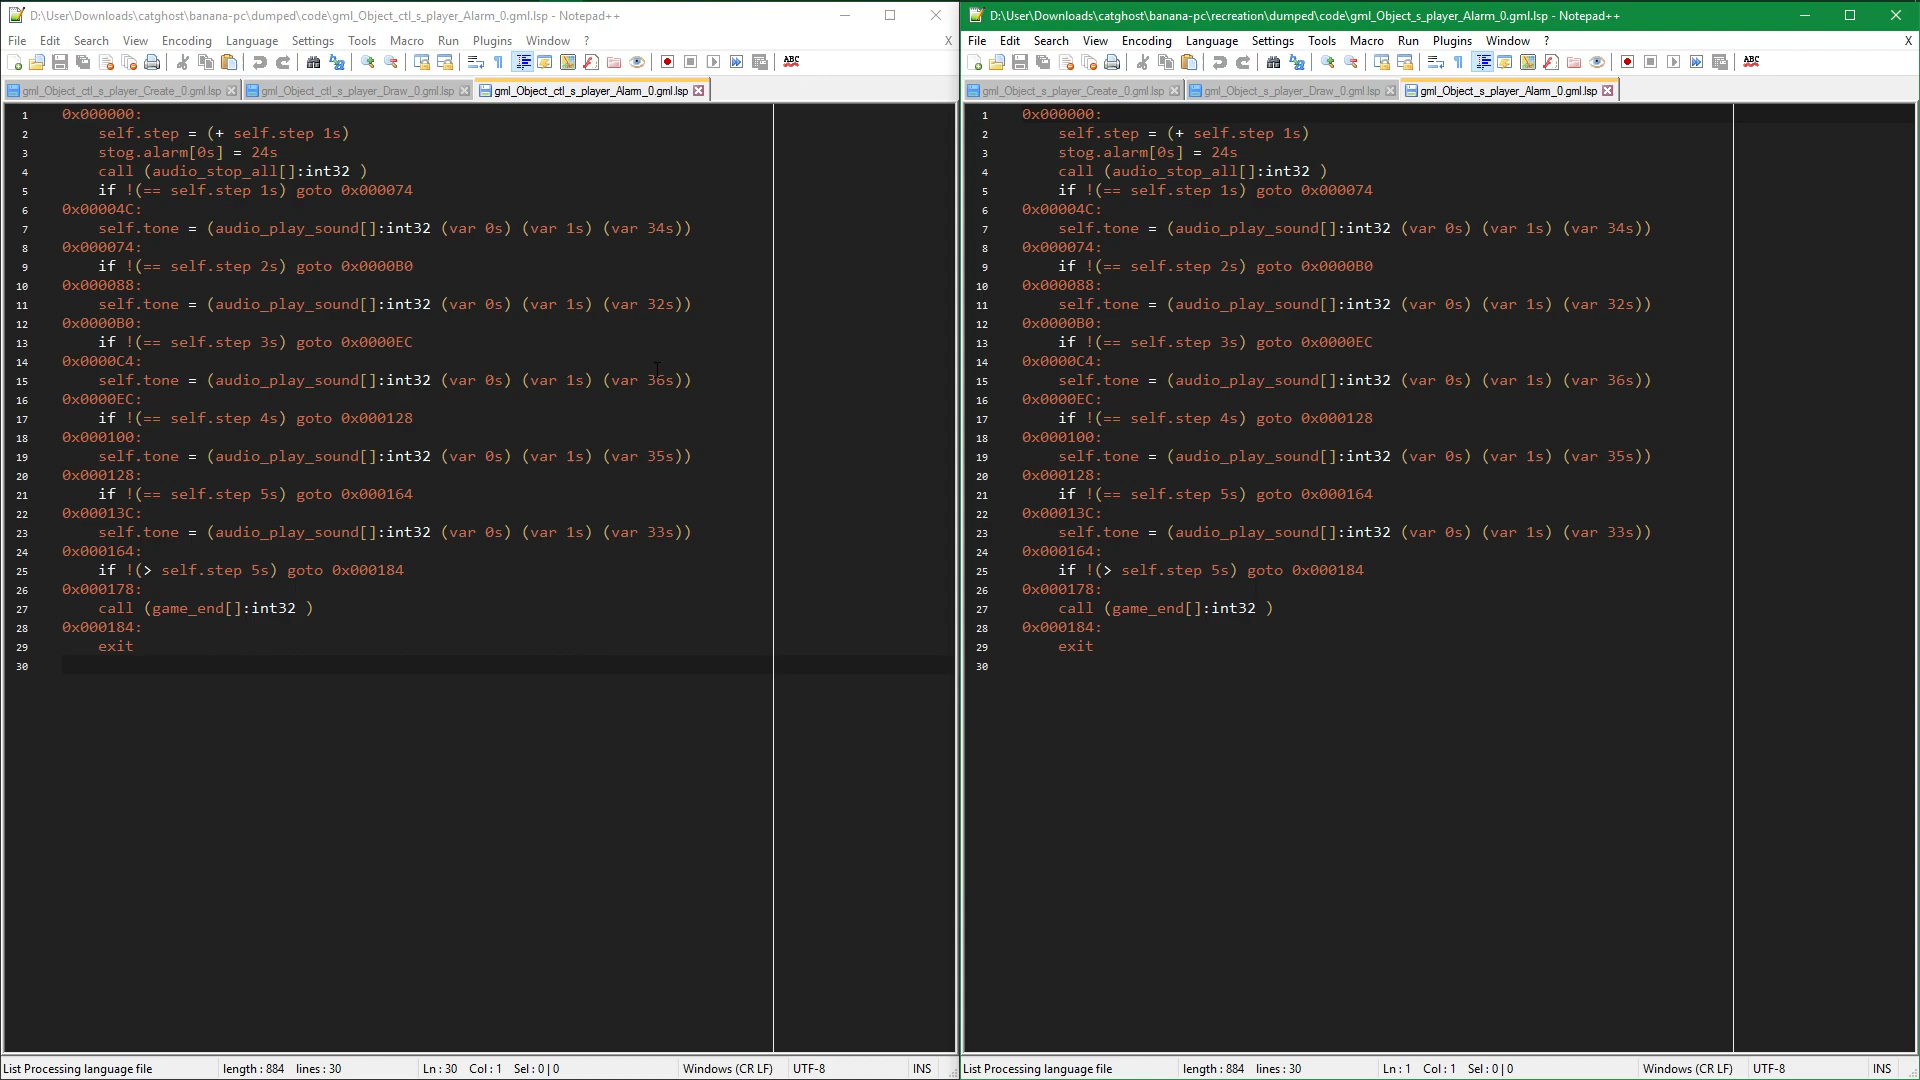 D:\User\Downloads\catghost\banana-pc\dumped\code\gml_Object_ctl_s_player_Alarm_0.gml.lsp - Notepad++
File Edit Search View Encoding Language Settings Tools Macro Run Plugins Window ? X
ABC
gml_Object_ctl_s_player_Create_0.gml.lsp gml_Object_ctl_s_player_Draw_0.gml.lsp gml_Object_ctl_s_player_Alarm_0.gml.lsp
1 0x000000:
2 self.step = (+ self.step 1s)
3 stog.alarm[0s] = 24s
4 call (audio_stop_all[]:int32 )
5 if !(== self.step 1s) goto 0x000074
6 0x00004C:
7 self.tone = (audio_play_sound[]:int32 (var 0s) (var 1s) (var 34s))
8 0x000074:
9 if !(== self.step 2s) goto 0x0000B0
10 0x000088:
11 self.tone = (audio_play_sound[]:int32 (var 0s) (var 1s) (var 32s))
12 0x0000B0:
13 if !(== self.step 3s) goto 0x0000EC
14 0x0000C4:
15 self.tone = (audio_play_sound[]:int32 (var 0s) (var 1s) (var 36s))
16 0x0000EC:
17 if !(== self.step 4s) goto 0x000128
18 0x000100:
19 self.tone = (audio_play_sound[]:int32 (var 0s) (var 1s) (var 35s))
20 0x000128:
21 if !(== self.step 5s) goto 0x000164
22 0x00013C:
23 self.tone = (audio_play_sound[]:int32 (var 0s) (var 1s) (var 33s))
24 0x000164:
25 if !(> self.step 5s) goto 0x000184
26 0x000178:
27 call (game_end[]:int32 )
28 0x000184:
29 exit
30
List Processing language file length : 884 lines : 30 Ln : 30 Col : 1 Sel : 0 | 0 Windows (CR LF) UTF-8 INS
D:\User\Downloads\catghost\banana-pc\recreation\dumped\code\gml_Object_s_player_Alarm_0.gml.lsp - Notepad++
File Edit Search View Encoding Language Settings Tools Macro Run Plugins Window ? X
ABC
gml_Object_s_player_Create_0.gml.lsp gml_Object_s_player_Draw_0.gml.lsp gml_Object_s_player_Alarm_0.gml.lsp
1 0x000000:
2 self.step = (+ self.step 1s)
3 stog.alarm[0s] = 24s
4 call (audio_stop_all[]:int32 )
5 if !(== self.step 1s) goto 0x000074
6 0x00004C:
7 self.tone = (audio_play_sound[]:int32 (var 0s) (var 1s) (var 34s))
8 0x000074:
9 if !(== self.step 2s) goto 0x0000B0
10 0x000088:
11 self.tone = (audio_play_sound[]:int32 (var 0s) (var 1s) (var 32s))
12 0x0000B0:
13 if !(== self.step 3s) goto 0x0000EC
14 0x0000C4:
15 self.tone = (audio_play_sound[]:int32 (var 0s) (var 1s) (var 36s))
16 0x0000EC:
17 if !(== self.step 4s) goto 0x000128
18 0x000100:
19 self.tone = (audio_play_sound[]:int32 (var 0s) (var 1s) (var 35s))
20 0x000128:
21 if !(== self.step 5s) goto 0x000164
22 0x00013C:
23 self.tone = (audio_play_sound[]:int32 (var 0s) (var 1s) (var 33s))
24 0x000164:
25 if !(> self.step 5s) goto 0x000184
26 0x000178:
27 call (game_end[]:int32 )
28 0x000184:
29 exit
30
List Processing language file length : 884 lines : 30 Ln : 1 Col : 1 Sel : 0 | 0 Windows (CR LF) UTF-8 INS